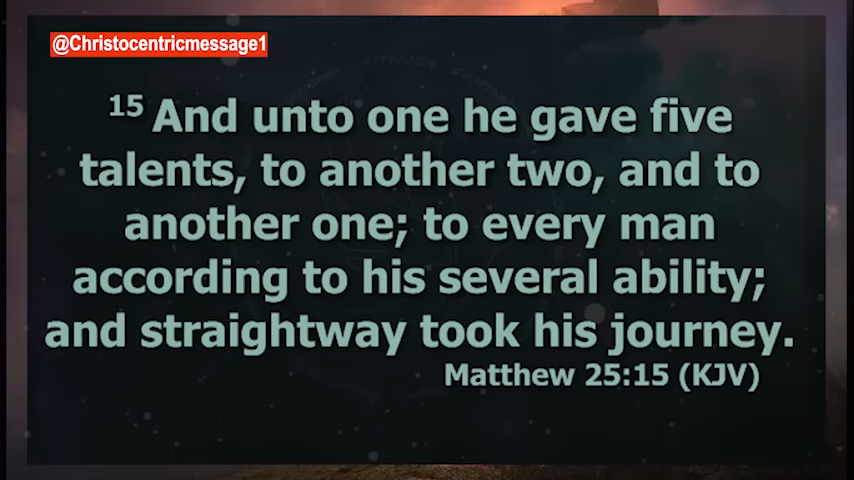 @Christocentricmessage1
15 And unto one he gave five
talents, to another two, and to
another one; to every man
according to his several ability;
and straightway took his journey.
Matthew 25:15 (KJV)